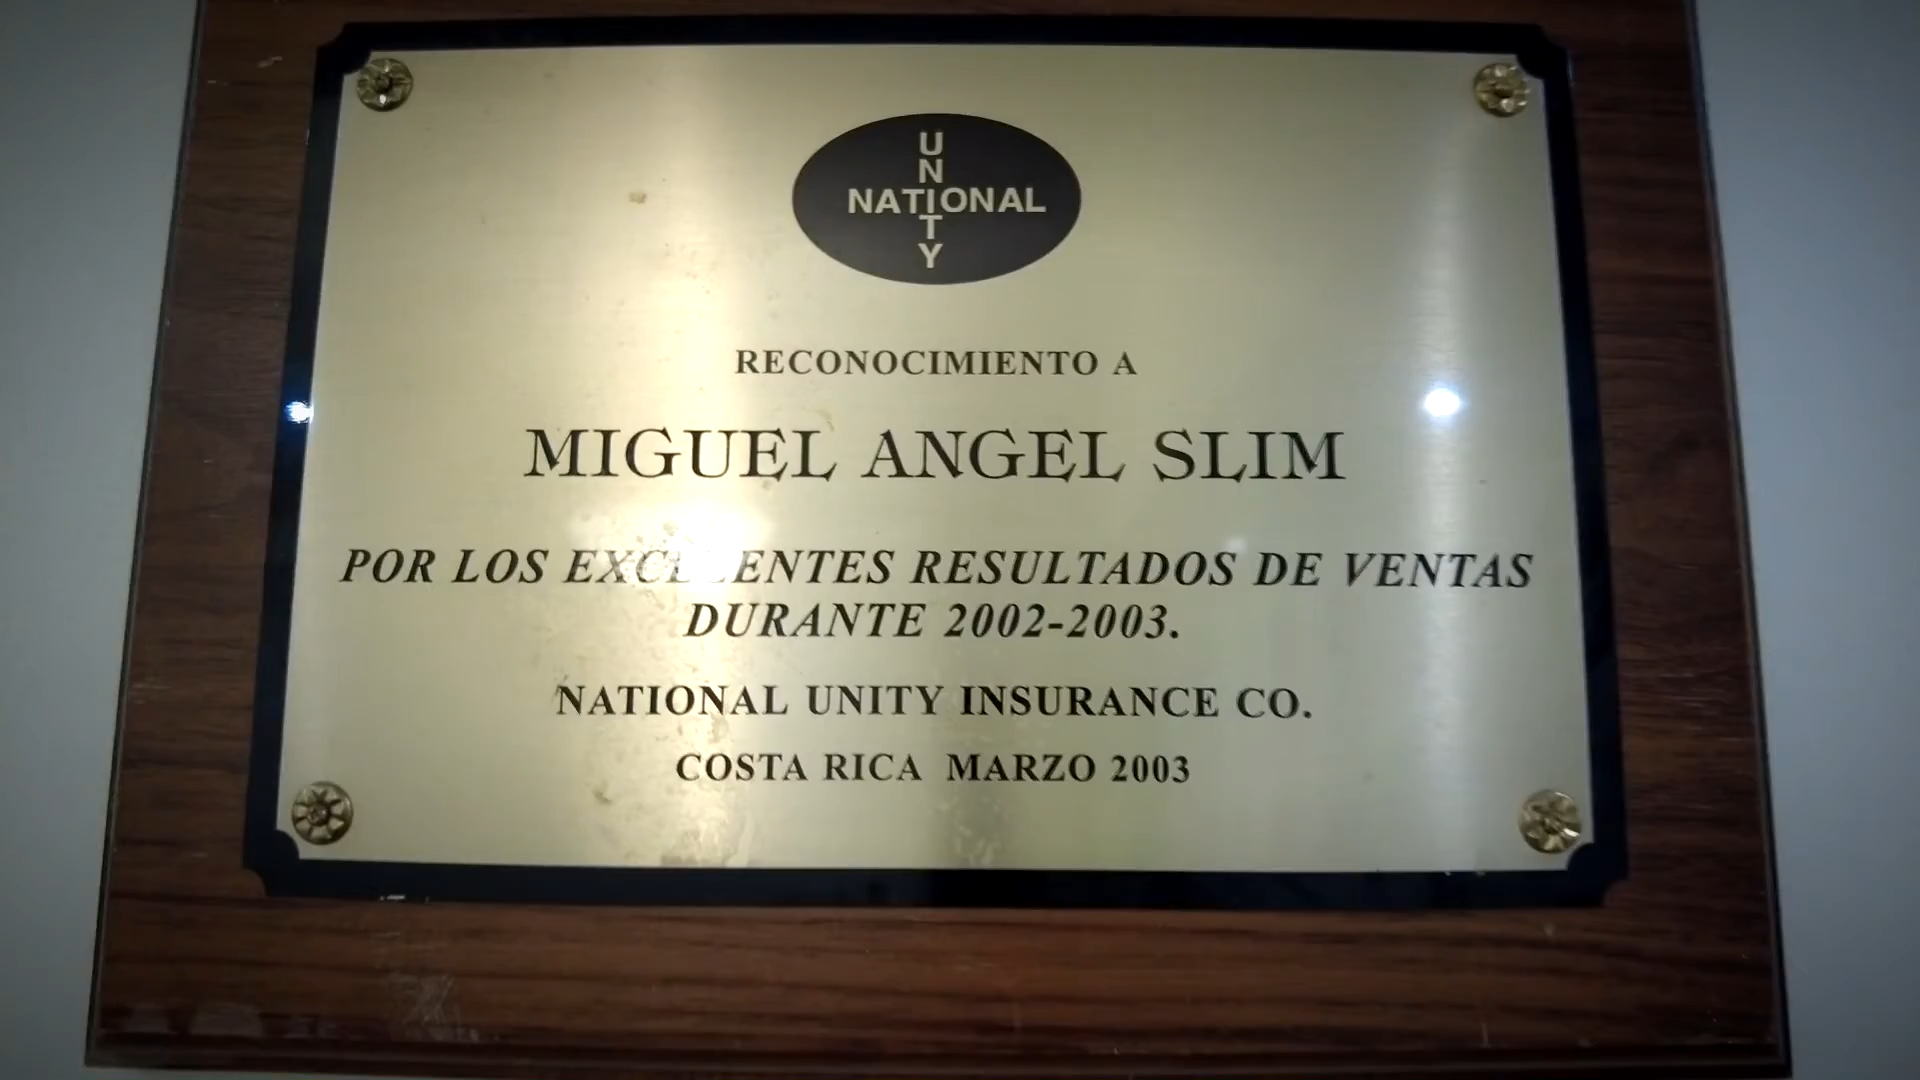 UNITY
NATIONAL
RECONOCIMIENTO A
MIGUEL ANGEL SLIM
POR LOS EXCELENTES RESULTADOS DE VENTAS
DURANTE 2002-2003.
NATIONAL UNITY INSURANCE CO.
COSTA RICA MARZO 2003